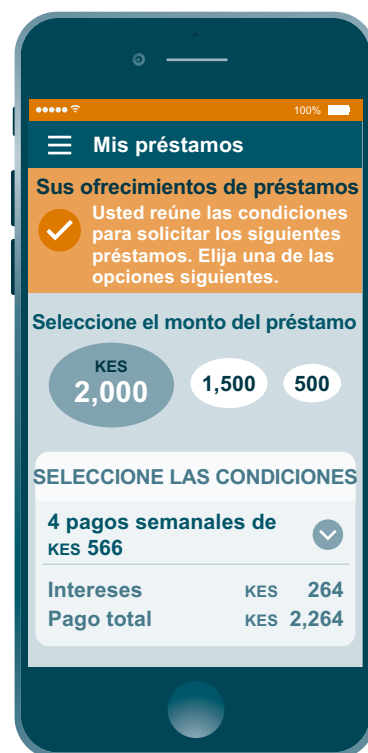 100%
Mis préstamos
Sus ofrecimientos de préstamos
Usted reúne las condiciones
para solicitar los siguientes
préstamos. Elija una de las
opciones siguientes.
Seleccione el monto del préstamo
KES
2,000
1,500
500
SELECCIONE LAS CONDICIONES
4 pagos semanales de
KES 566
Intereses KES 264
Pago total KES 2,264